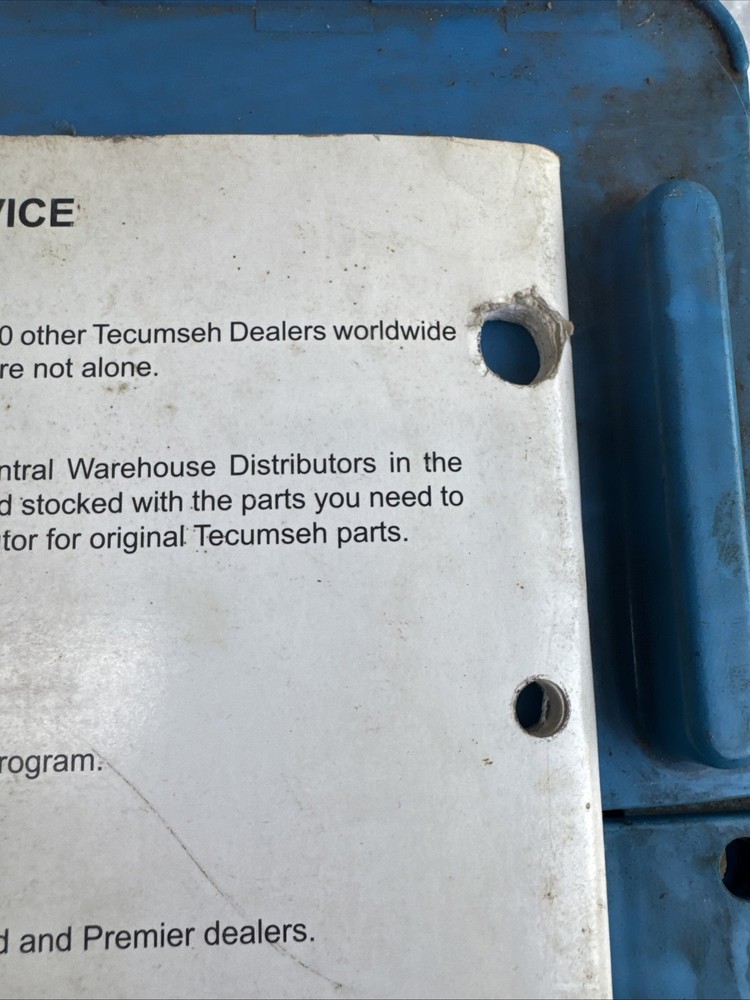 VICE
0 other Tecumseh Dealers worldwide
re not alone.
ntral Warehouse Distributors in the
d stocked with the parts you need to
tor for original Tecumseh parts.
rogram.
d and Premier dealers.